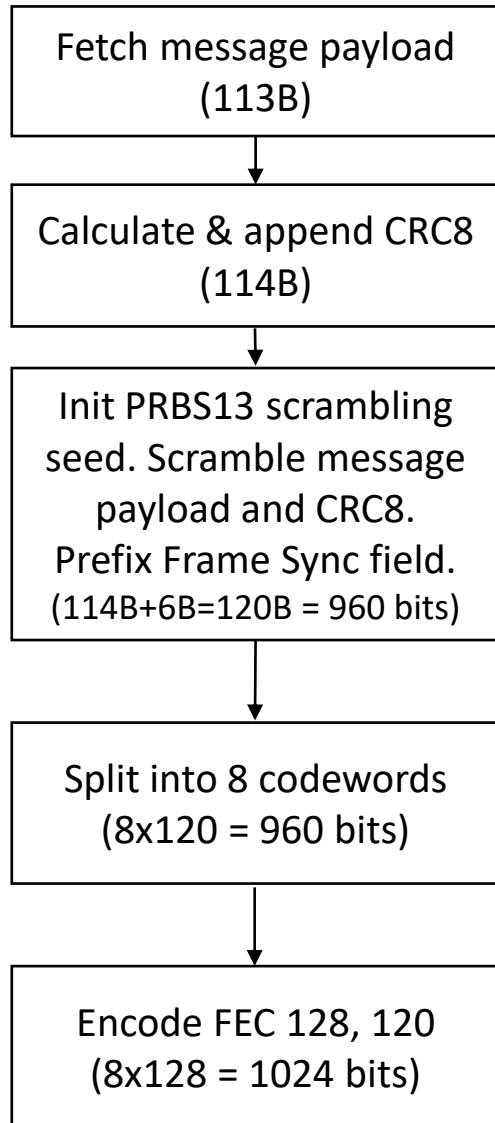 Fetch message payload
(113B)
Calculate & append CRC8
(114B)
Init PRBS13 scrambling
seed. Scramble message
payload and CRC8.
Prefix Frame Sync field.
(114B+6B=120B = 960 bits)
Split into 8 codewords
(8x120 = 960 bits)
Encode FEC 128, 120
(8x128 = 1024 bits)